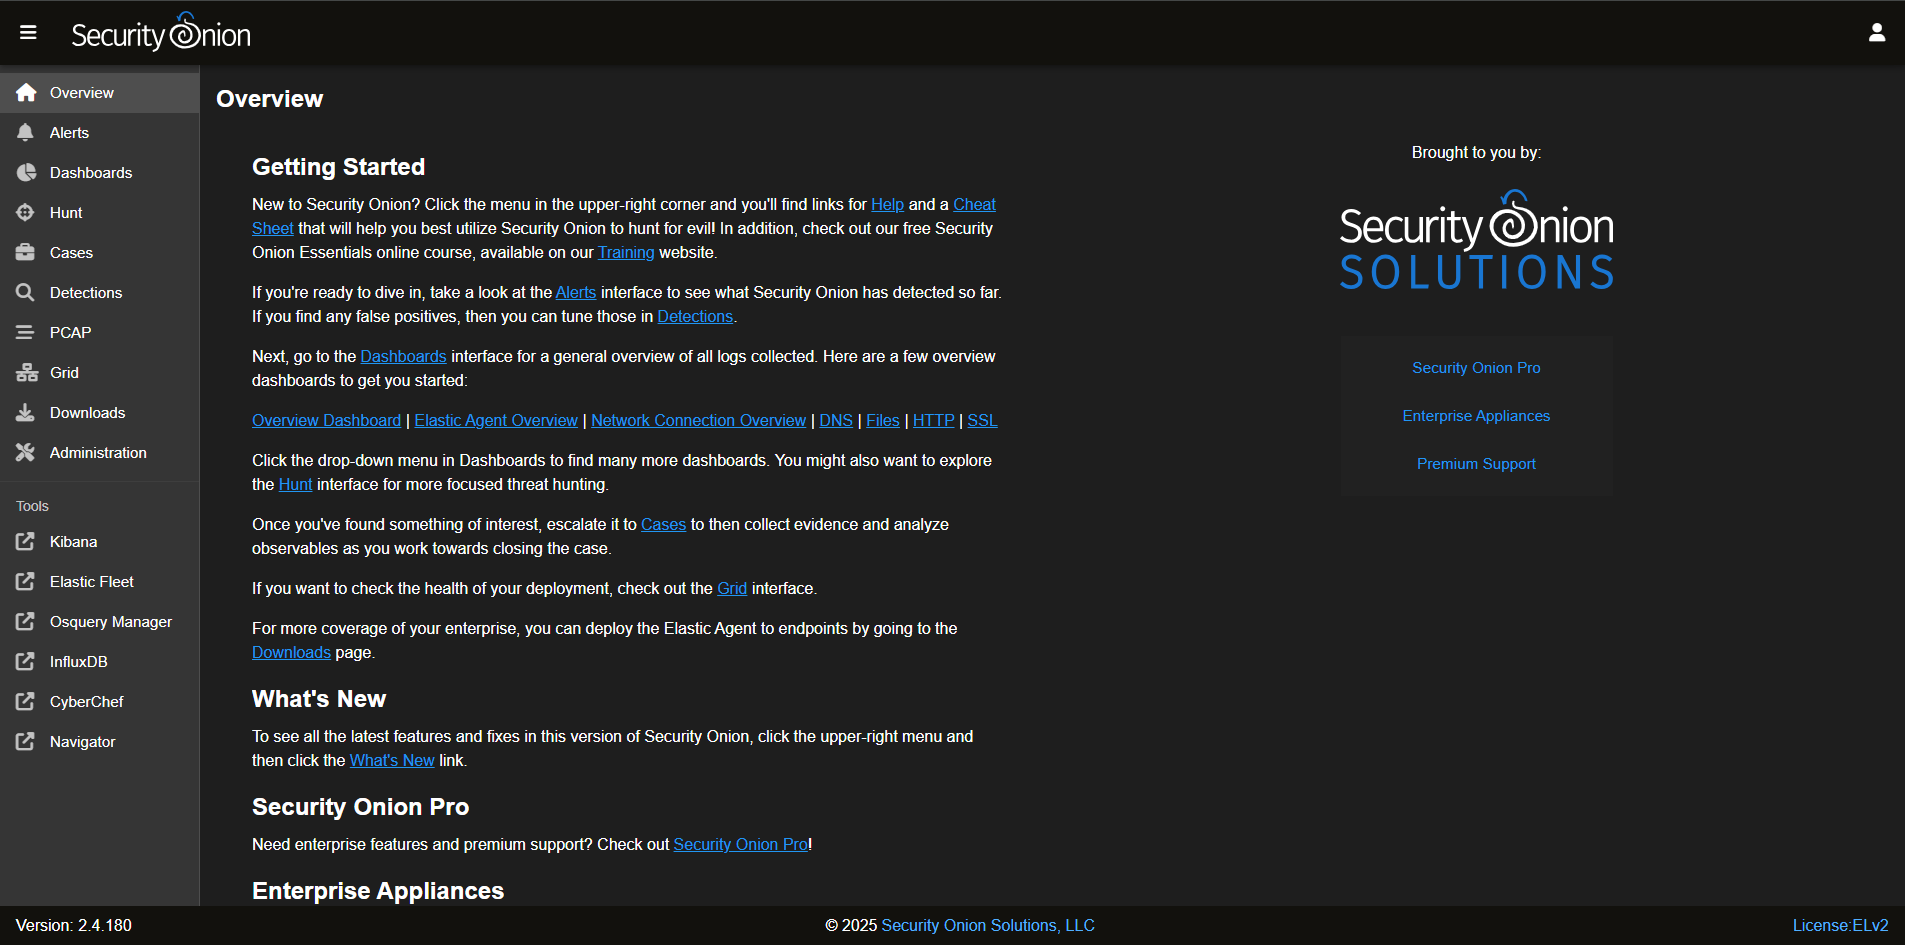 Security Onion
Overview
Alerts
Dashboards
Hunt
Cases
Detections
PCAP
Grid
Downloads
Administration
Tools
Kibana
Elastic Fleet
Osquery Manager
InfluxDB
CyberChef
Navigator
Overview
Getting Started
New to Security Onion? Click the menu in the upper-right corner and you'll find links for Help and a Cheat
Sheet that will help you best utilize Security Onion to hunt for evil! In addition, check out our free Security
Onion Essentials online course, available on our Training website.
If you're ready to dive in, take a look at the Alerts interface to see what Security Onion has detected so far.
If you find any false positives, then you can tune those in Detections.
Next, go to the Dashboards interface for a general overview of all logs collected. Here are a few overview
dashboards to get you started:
Overview Dashboard | Elastic Agent Overview | Network Connection Overview | DNS | Files | HTTP | SSL
Click the drop-down menu in Dashboards to find many more dashboards. You might also want to explore
the Hunt interface for more focused threat hunting.
Once you've found something of interest, escalate it to Cases to then collect evidence and analyze
observables as you work towards closing the case.
If you want to check the health of your deployment, check out the Grid interface.
For more coverage of your enterprise, you can deploy the Elastic Agent to endpoints by going to the
Downloads page.
What's New
To see all the latest features and fixes in this version of Security Onion, click the upper-right menu and
then click the What's New link.
Security Onion Pro
Need enterprise features and premium support? Check out Security Onion Pro!
Enterprise Appliances
Brought to you by:
Security Onion
SOLUTIONS
Security Onion Pro
Enterprise Appliances
Premium Support
Version: 2.4.180
© 2025 Security Onion Solutions, LLC
License:ELv2